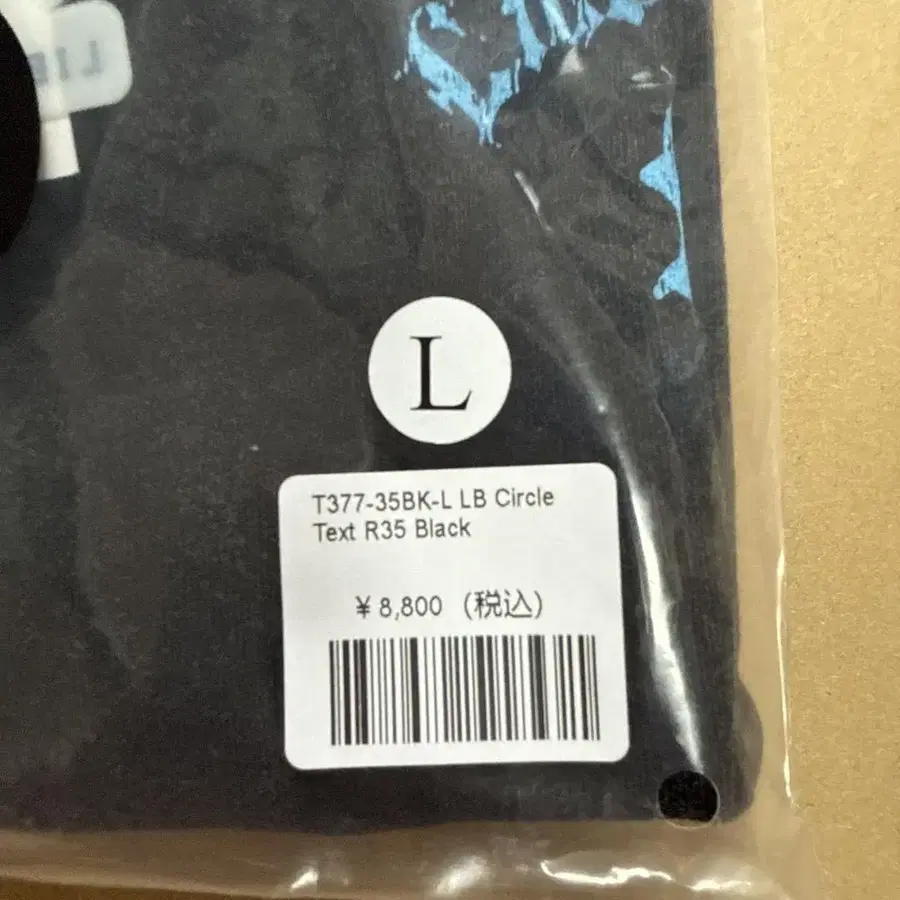 L
T377-35BK-L LB Circle
Text R35 Black
¥ 8,800 (税込)